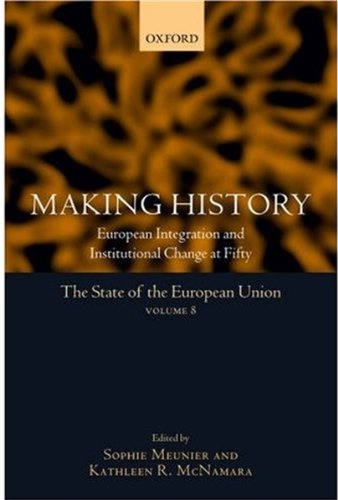 OXFORD
MAKING HISTORY
European Integration and
Institutional Change at Fifty
The State of the European Union
VOLUME 8
Edited by
SOPHIE MEUNIER AND
KATHLEEN R. MCNAMARA